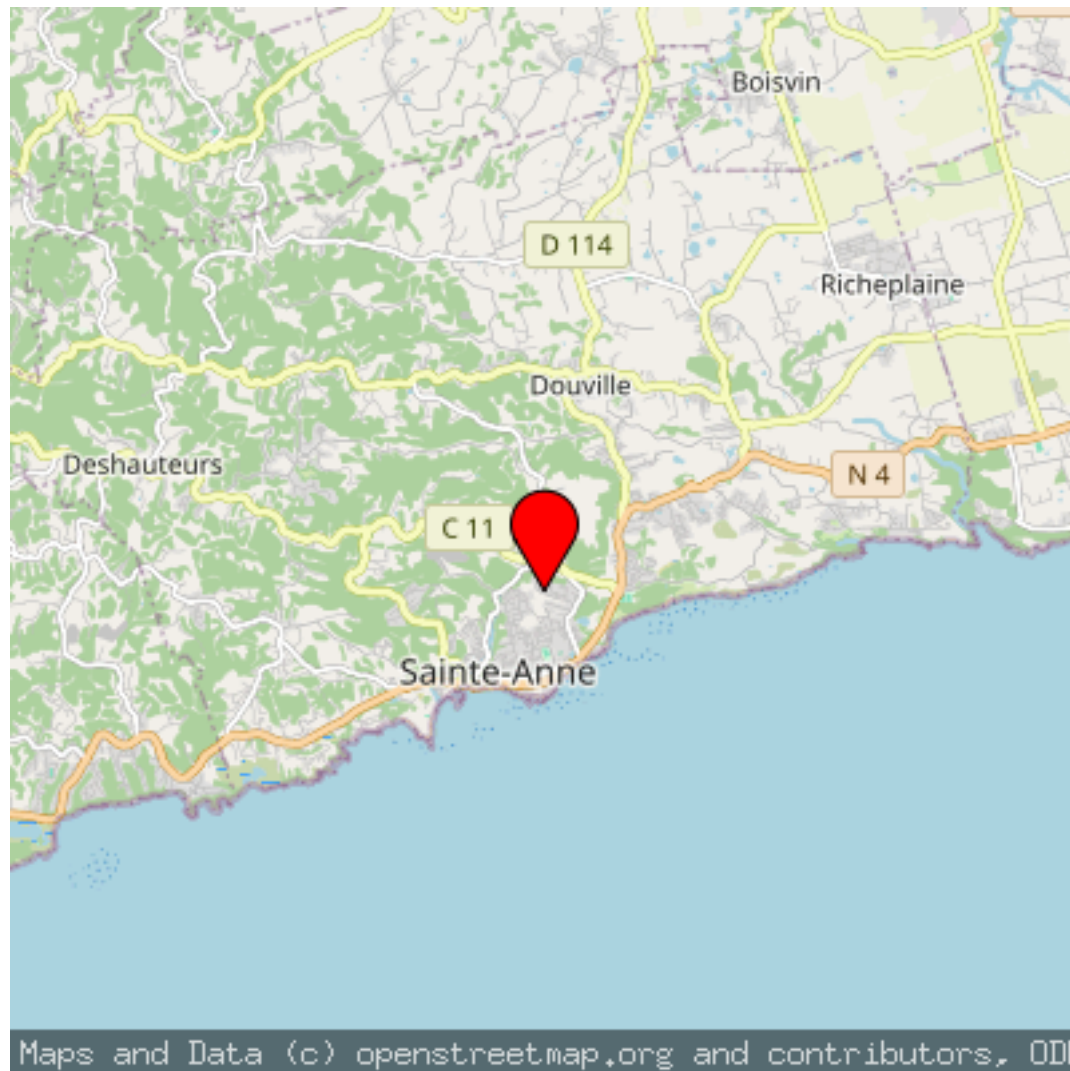 Boisvin
D 114
Richeplaine
Douville
Deshauteurs
N 4
C 11
Sainte-Anne
Maps and Data (c) openstreetmap.org and contributors, OD